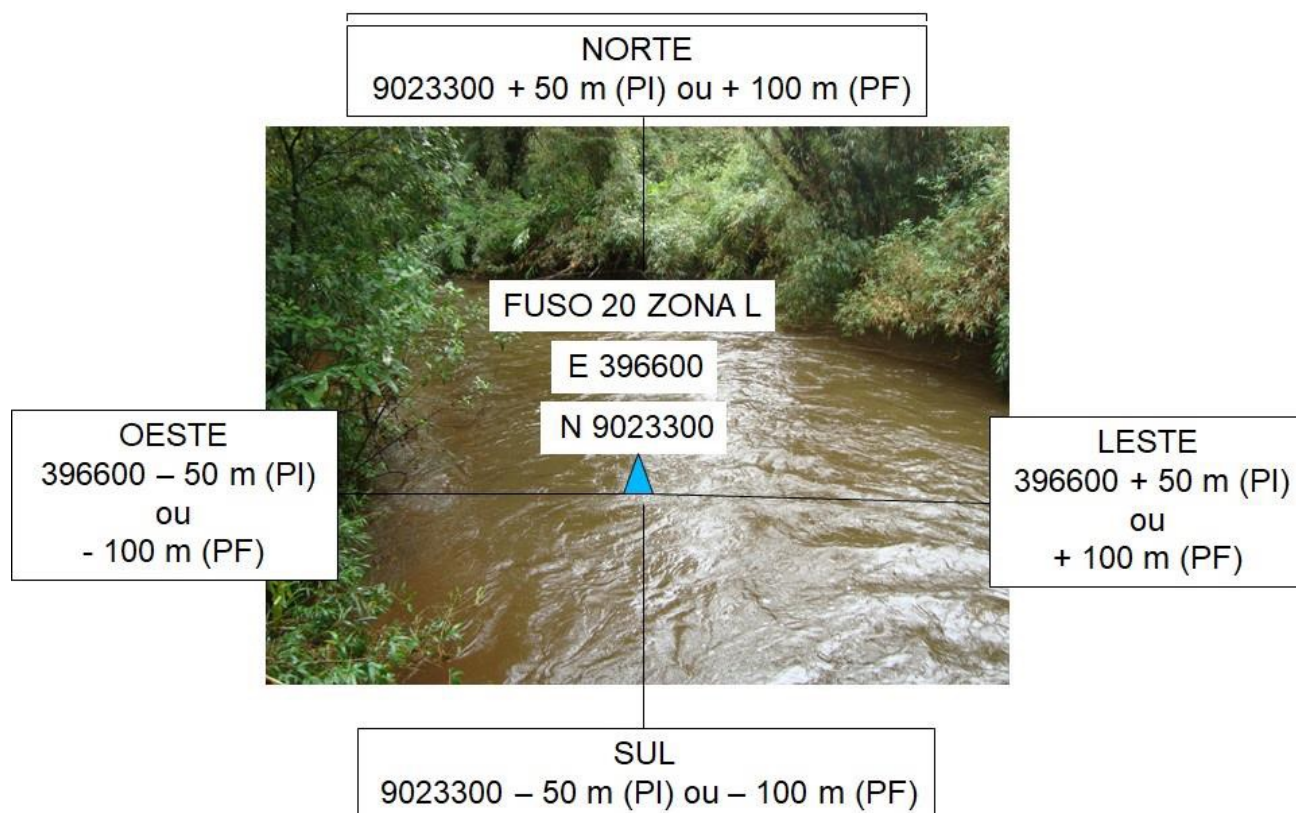 NORTE
9023300 + 50 m (PI) ou + 100 m (PF)
FUSO 20 ZONA L
E 396600
N 9023300
OESTE
396600 – 50 m (PI)
ou
- 100 m (PF)
LESTE
396600 + 50 m (PI)
ou
+ 100 m (PF)
SUL
9023300 – 50 m (PI) ou – 100 m (PF)